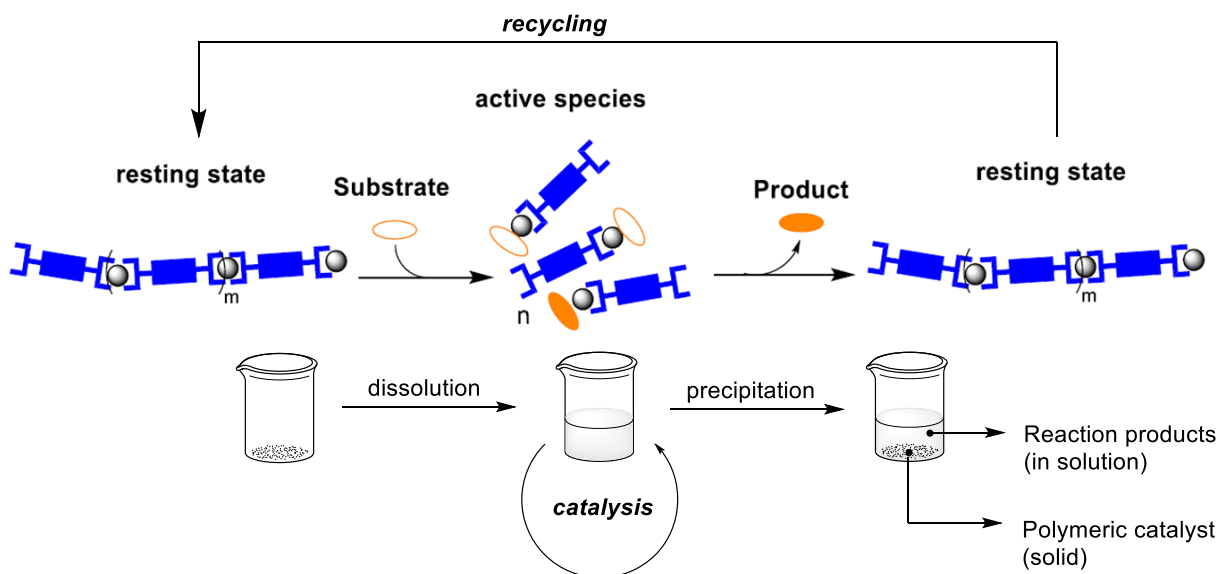 recycling
active species
resting state
Substrate
Product
resting state
m
n
m
dissolution
precipitation
catalysis
Reaction products
(in solution)
Polymeric catalyst
(solid)